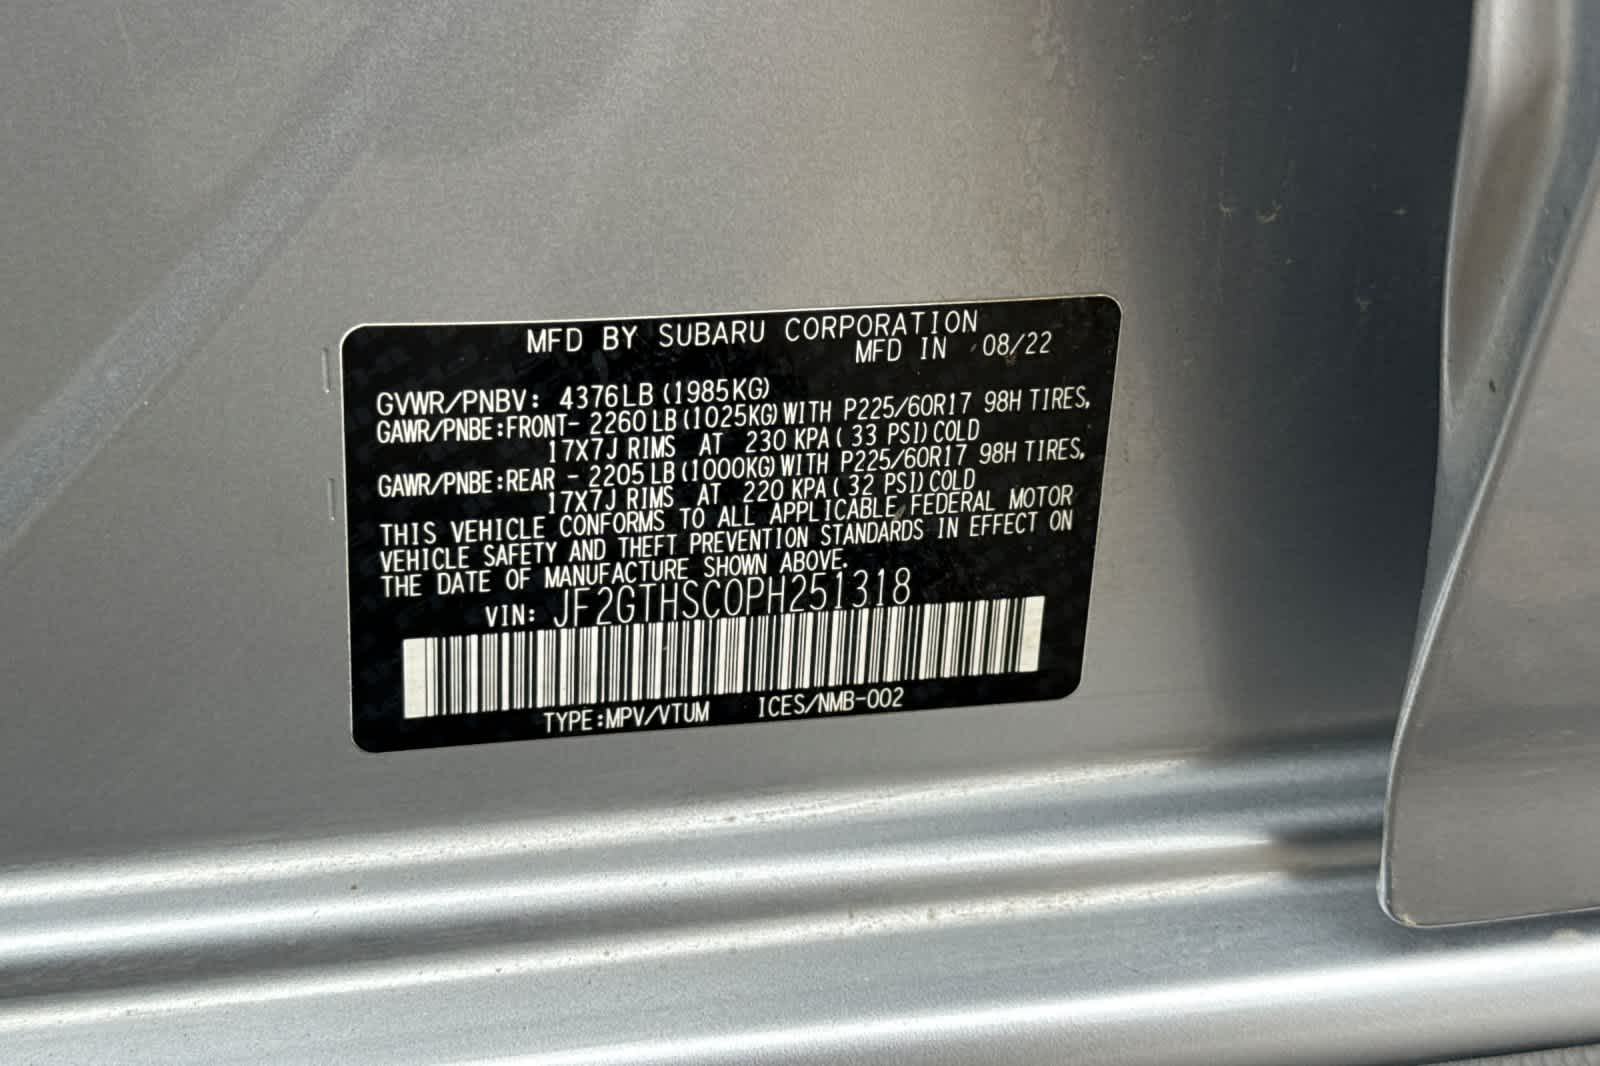 MFD BY SUBARU CORPORATION
MFD IN 08/22
GVWR/PNBV: 4376LB (1985KG)
GAWR/PNBE:FRONT- 2260LB (1025KG) WITH P225/60R17 98H TIRES,
17X7J RIMS AT 230 KPA ( 33 PSI) COLD
GAWR/PNBE:REAR - 2205LB (1000KG) WITH P225/60R17 98H TIRES,
17X7J RIMS AT 220 KPA ( 32 PSI) COLD
THIS VEHICLE CONFORMS TO ALL APPLICABLE FEDERAL MOTOR
VEHICLE SAFETY AND THEFT PREVENTION STANDARDS IN EFFECT ON
THE DATE OF MANUFACTURE SHOWN ABOVE.
VIN: JF2GTHSC0PH251318
TYPE:MPV/VTUM ICES/NMB-002